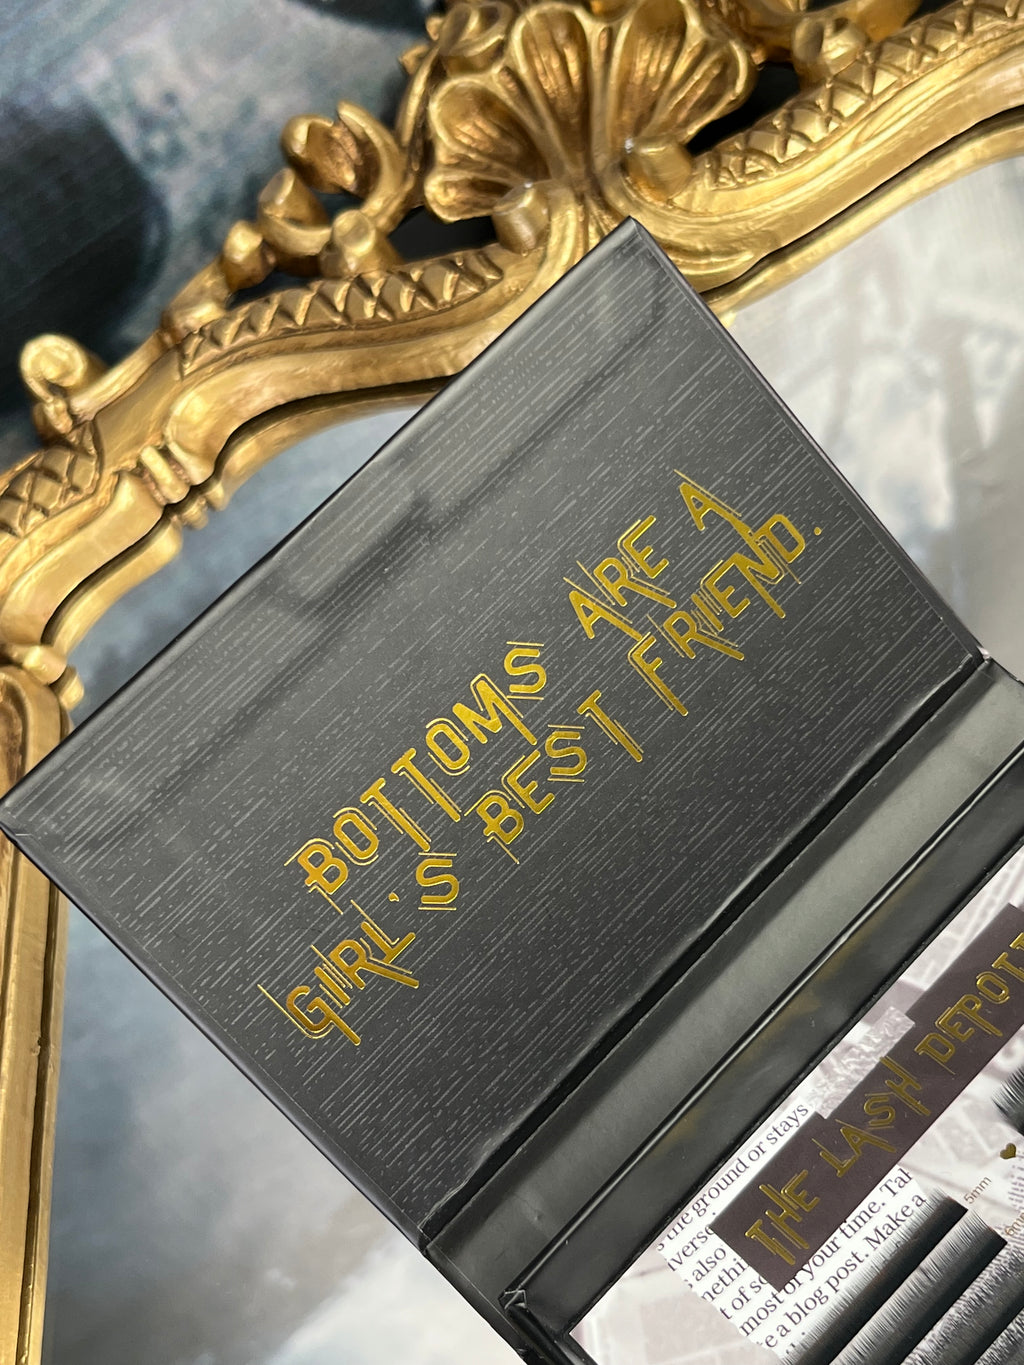 BOTTOMS ARE A
GIRL'S BEST FRIEND.
THE LASH DEPOT
the ground or stays
also
most of your time. Tal
e a blog post. Make a
5mm